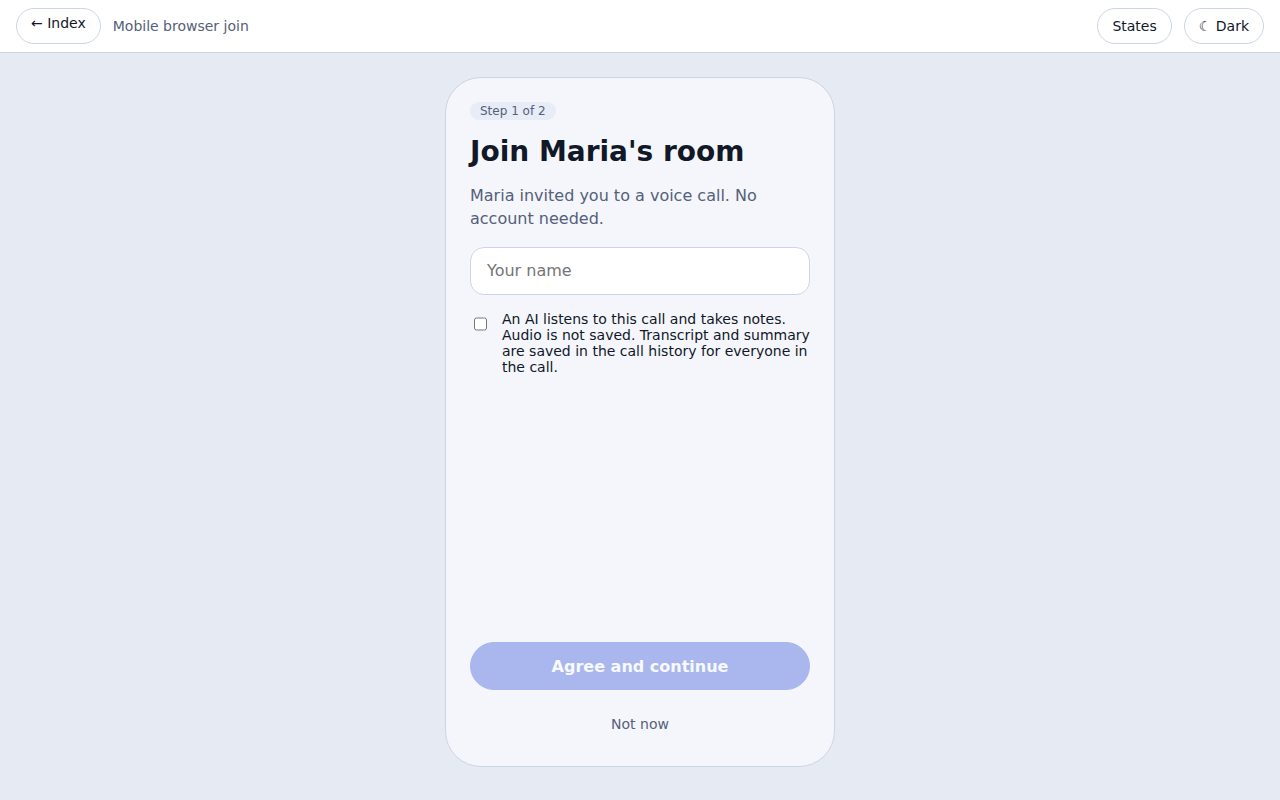 ← Index
Mobile browser join
States
☾ Dark
Step 1 of 2
Join Maria's room
Maria invited you to a voice call. No
account needed.
Your name
An AI listens to this call and takes notes.
Audio is not saved. Transcript and summary
are saved in the call history for everyone in
the call.
Agree and continue
Not now